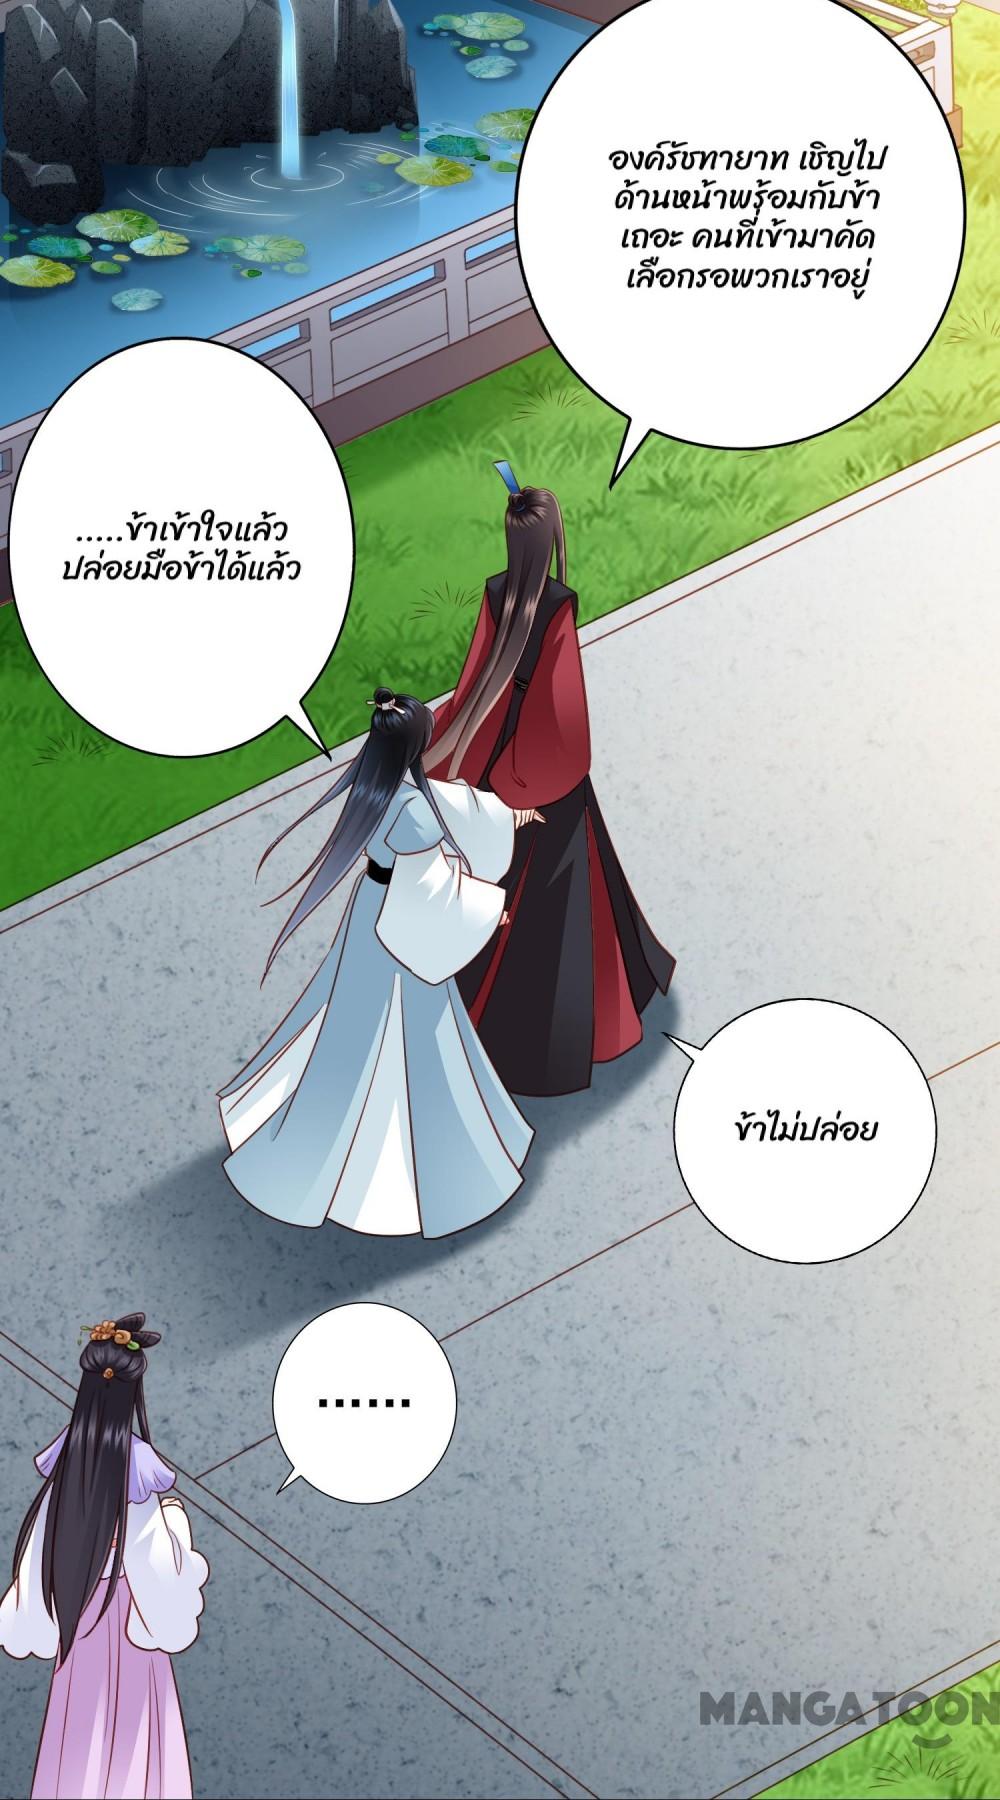 องค์รัชทายาท เชิญไป
ด้านหน้าพร้อมกับข้า
เถอะ คนที่เข้ามาคัด
เลือกรอพวกเราอยู่
.....ข้าเข้าใจแล้ว
ปล่อยมือข้าได้แล้ว
ข้าไม่ปล่อย
......
MANGATOON